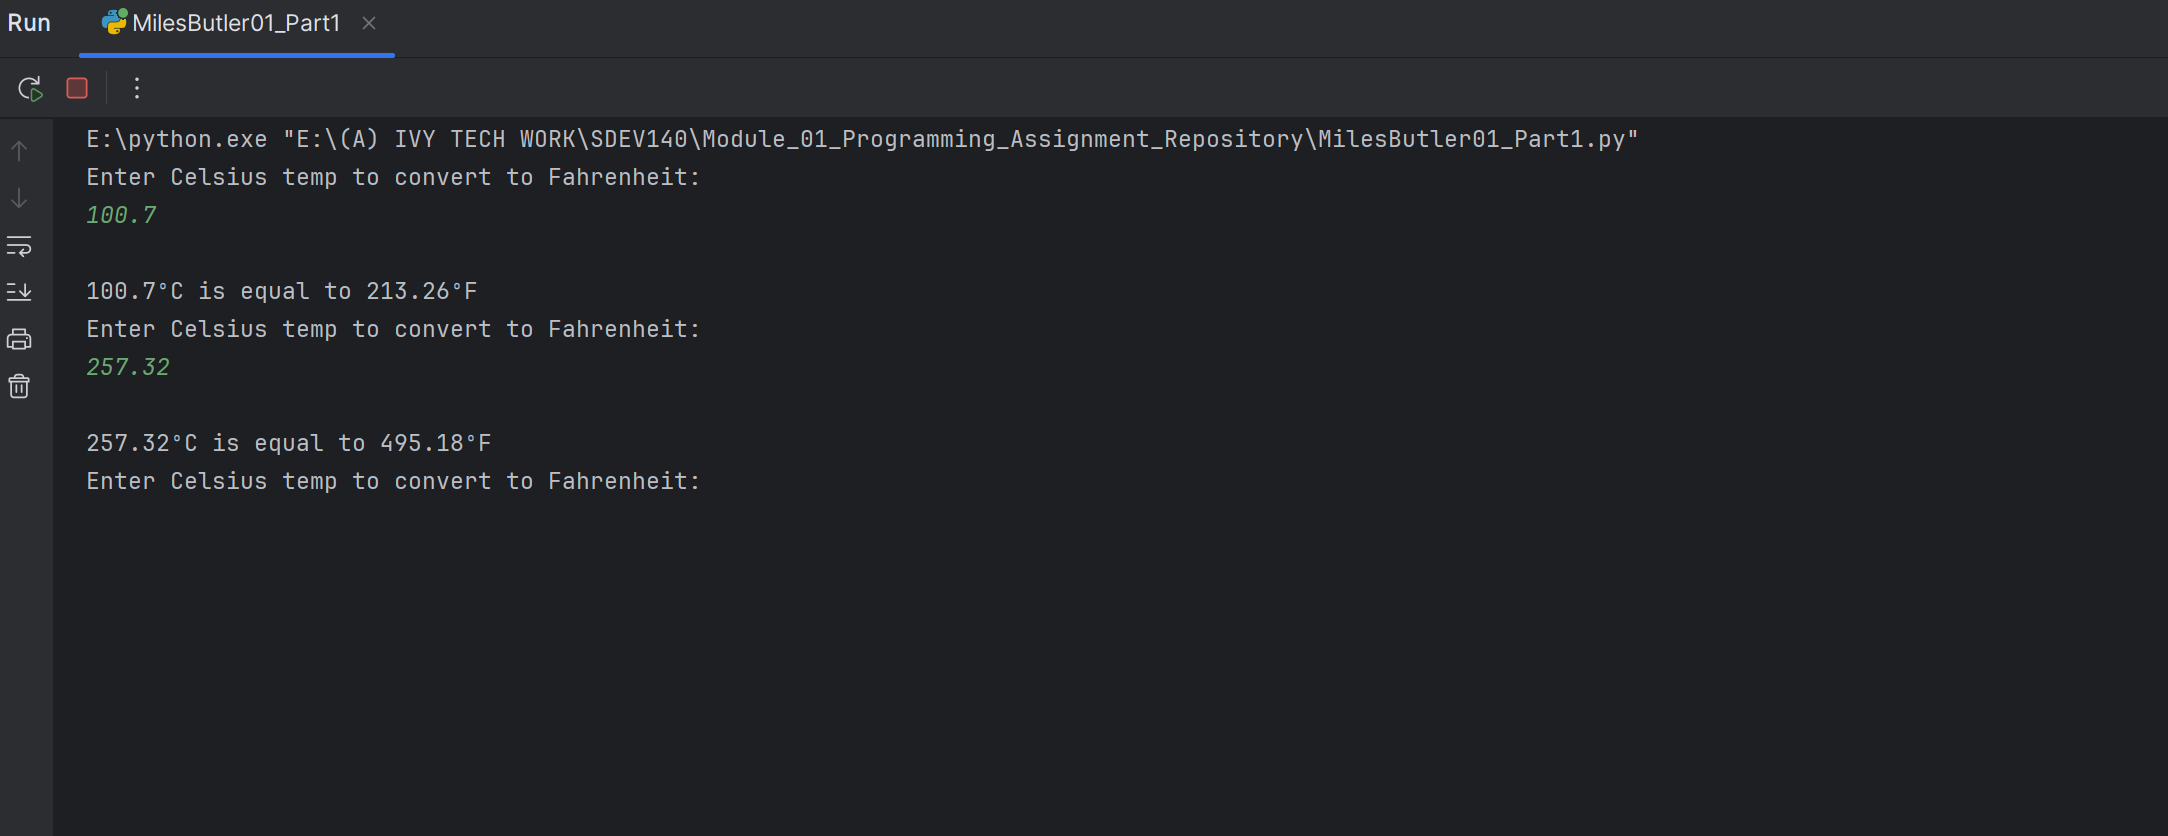 Run MilesButler01_Part1
E:\python.exe "E:\(A) IVY TECH WORK\SDEV140\Module_01_Programming_Assignment_Repository\MilesButler01_Part1.py"
Enter Celsius temp to convert to Fahrenheit:
100.7
100.7°C is equal to 213.26°F
Enter Celsius temp to convert to Fahrenheit:
257.32
257.32°C is equal to 495.18°F
Enter Celsius temp to convert to Fahrenheit: